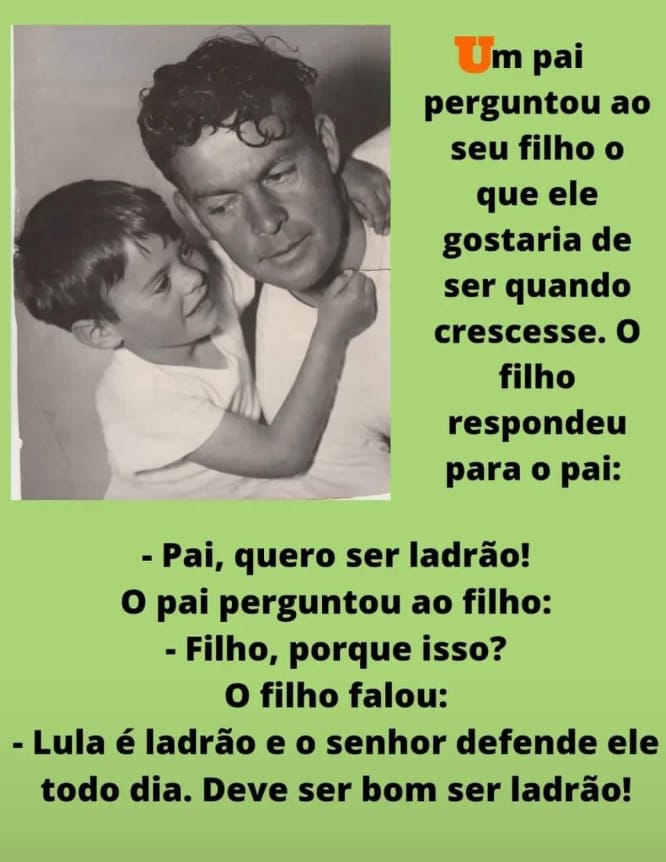 Um pai
perguntou ao
seu filho o
que ele
gostaria de
ser quando
crescesse. O
filho
respondeu
para o pai:
- Pai, quero ser ladrão!
O pai perguntou ao filho:
- Filho, porque isso?
O filho falou:
- Lula é ladrão e o senhor defende ele
todo dia. Deve ser bom ser ladrão!